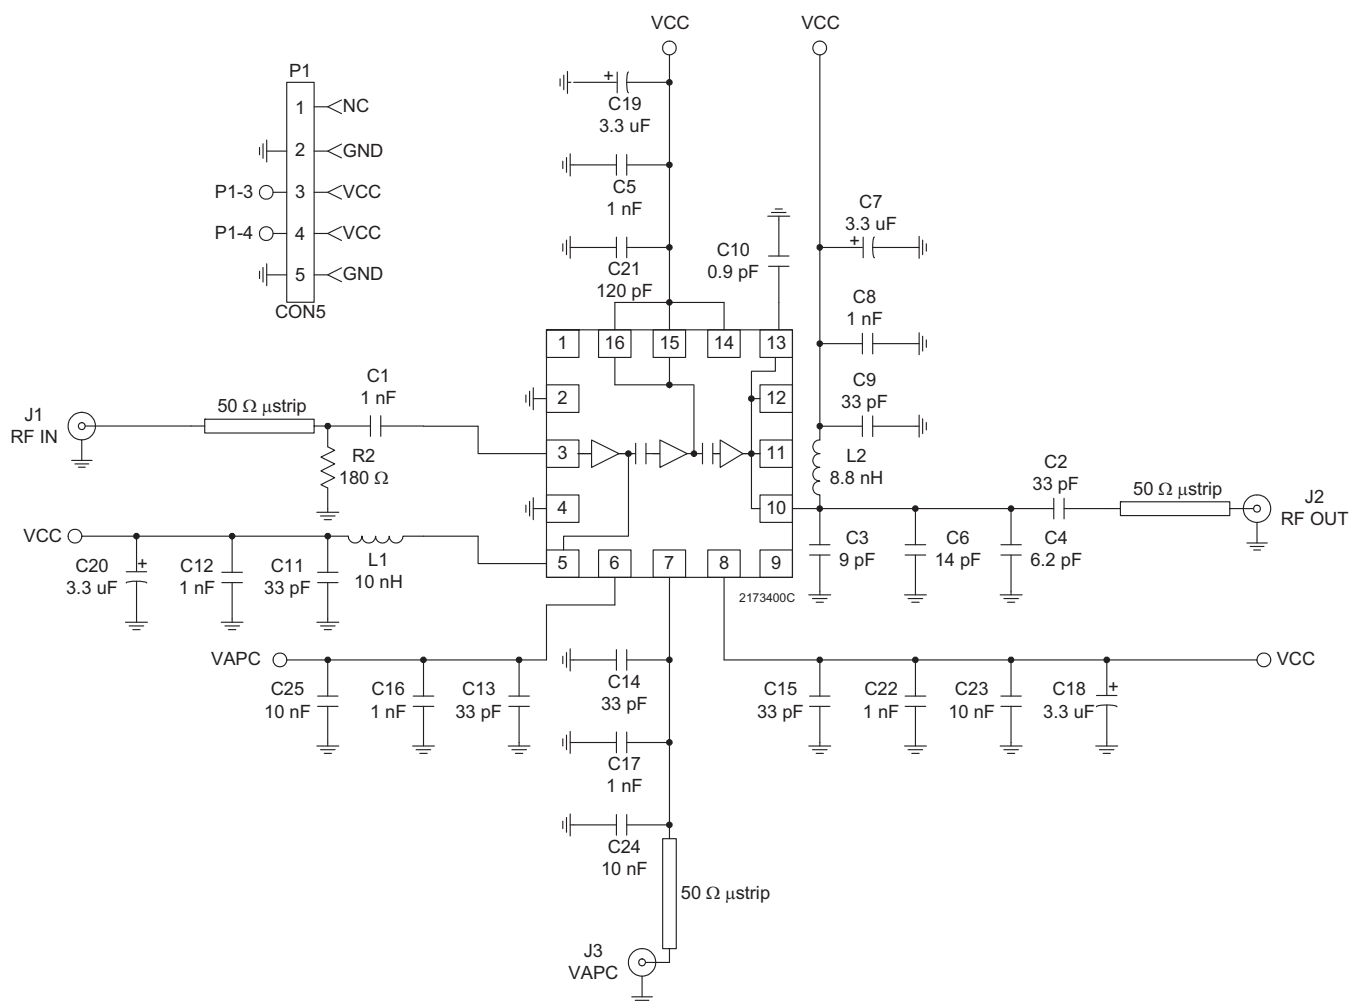 VCC
VCC
P1
1 NC
2 GND
P1-3 3 VCC
P1-4 4 VCC
5 GND
CON5
+
C19
3.3 uF
C5
1 nF
C21
120 pF
C10
0.9 pF
C7
3.3 uF
+
C8
1 nF
C9
33 pF
L2
8.8 nH
1 16 15 14 13
2 12
3 11
4 10
5 6 7 8 9
2173400C
J1
RF IN
50 Ω µstrip
C1
1 nF
R2
180 Ω
C2
33 pF
50 Ω µstrip
J2
RF OUT
VCC
L1
10 nH
C20
3.3 uF
+
C12
1 nF
C11
33 pF
C3
9 pF
C6
14 pF
C4
6.2 pF
VAPC
C25
10 nF
C16
1 nF
C13
33 pF
C14
33 pF
C17
1 nF
C24
10 nF
VCC
C15
33 pF
C22
1 nF
C23
10 nF
C18
3.3 uF
+
50 Ω µstrip
J3
VAPC